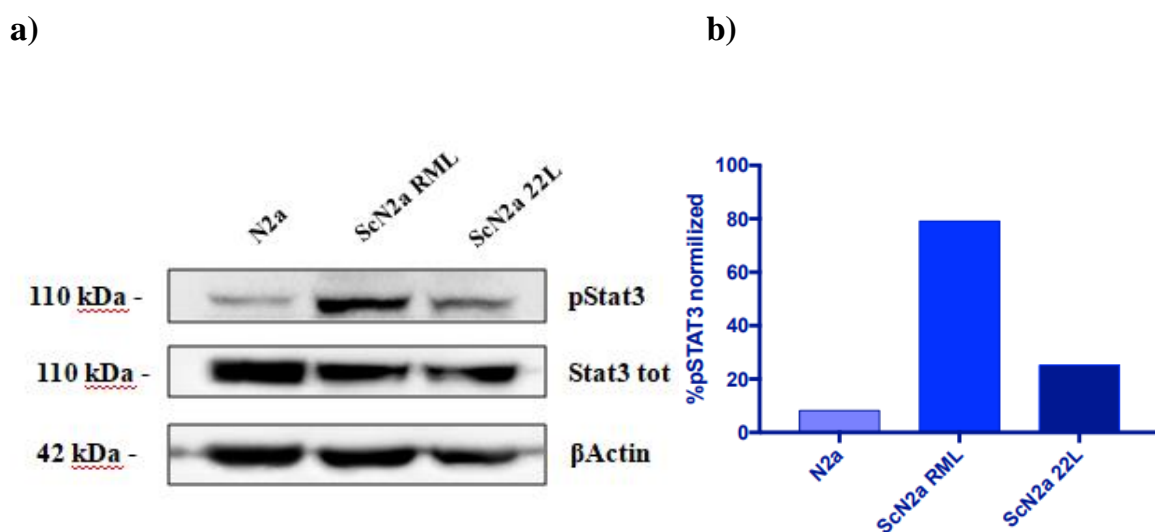 a)
b)
N2a
ScN2a RML
ScN2a 22L
110 kDa -
pStat3
110 kDa -
Stat3 tot
42 kDa -
βActin
%pSTAT3 normilized
100
80
60
40
20
0
N2a
ScN2a RML
ScN2a 22L